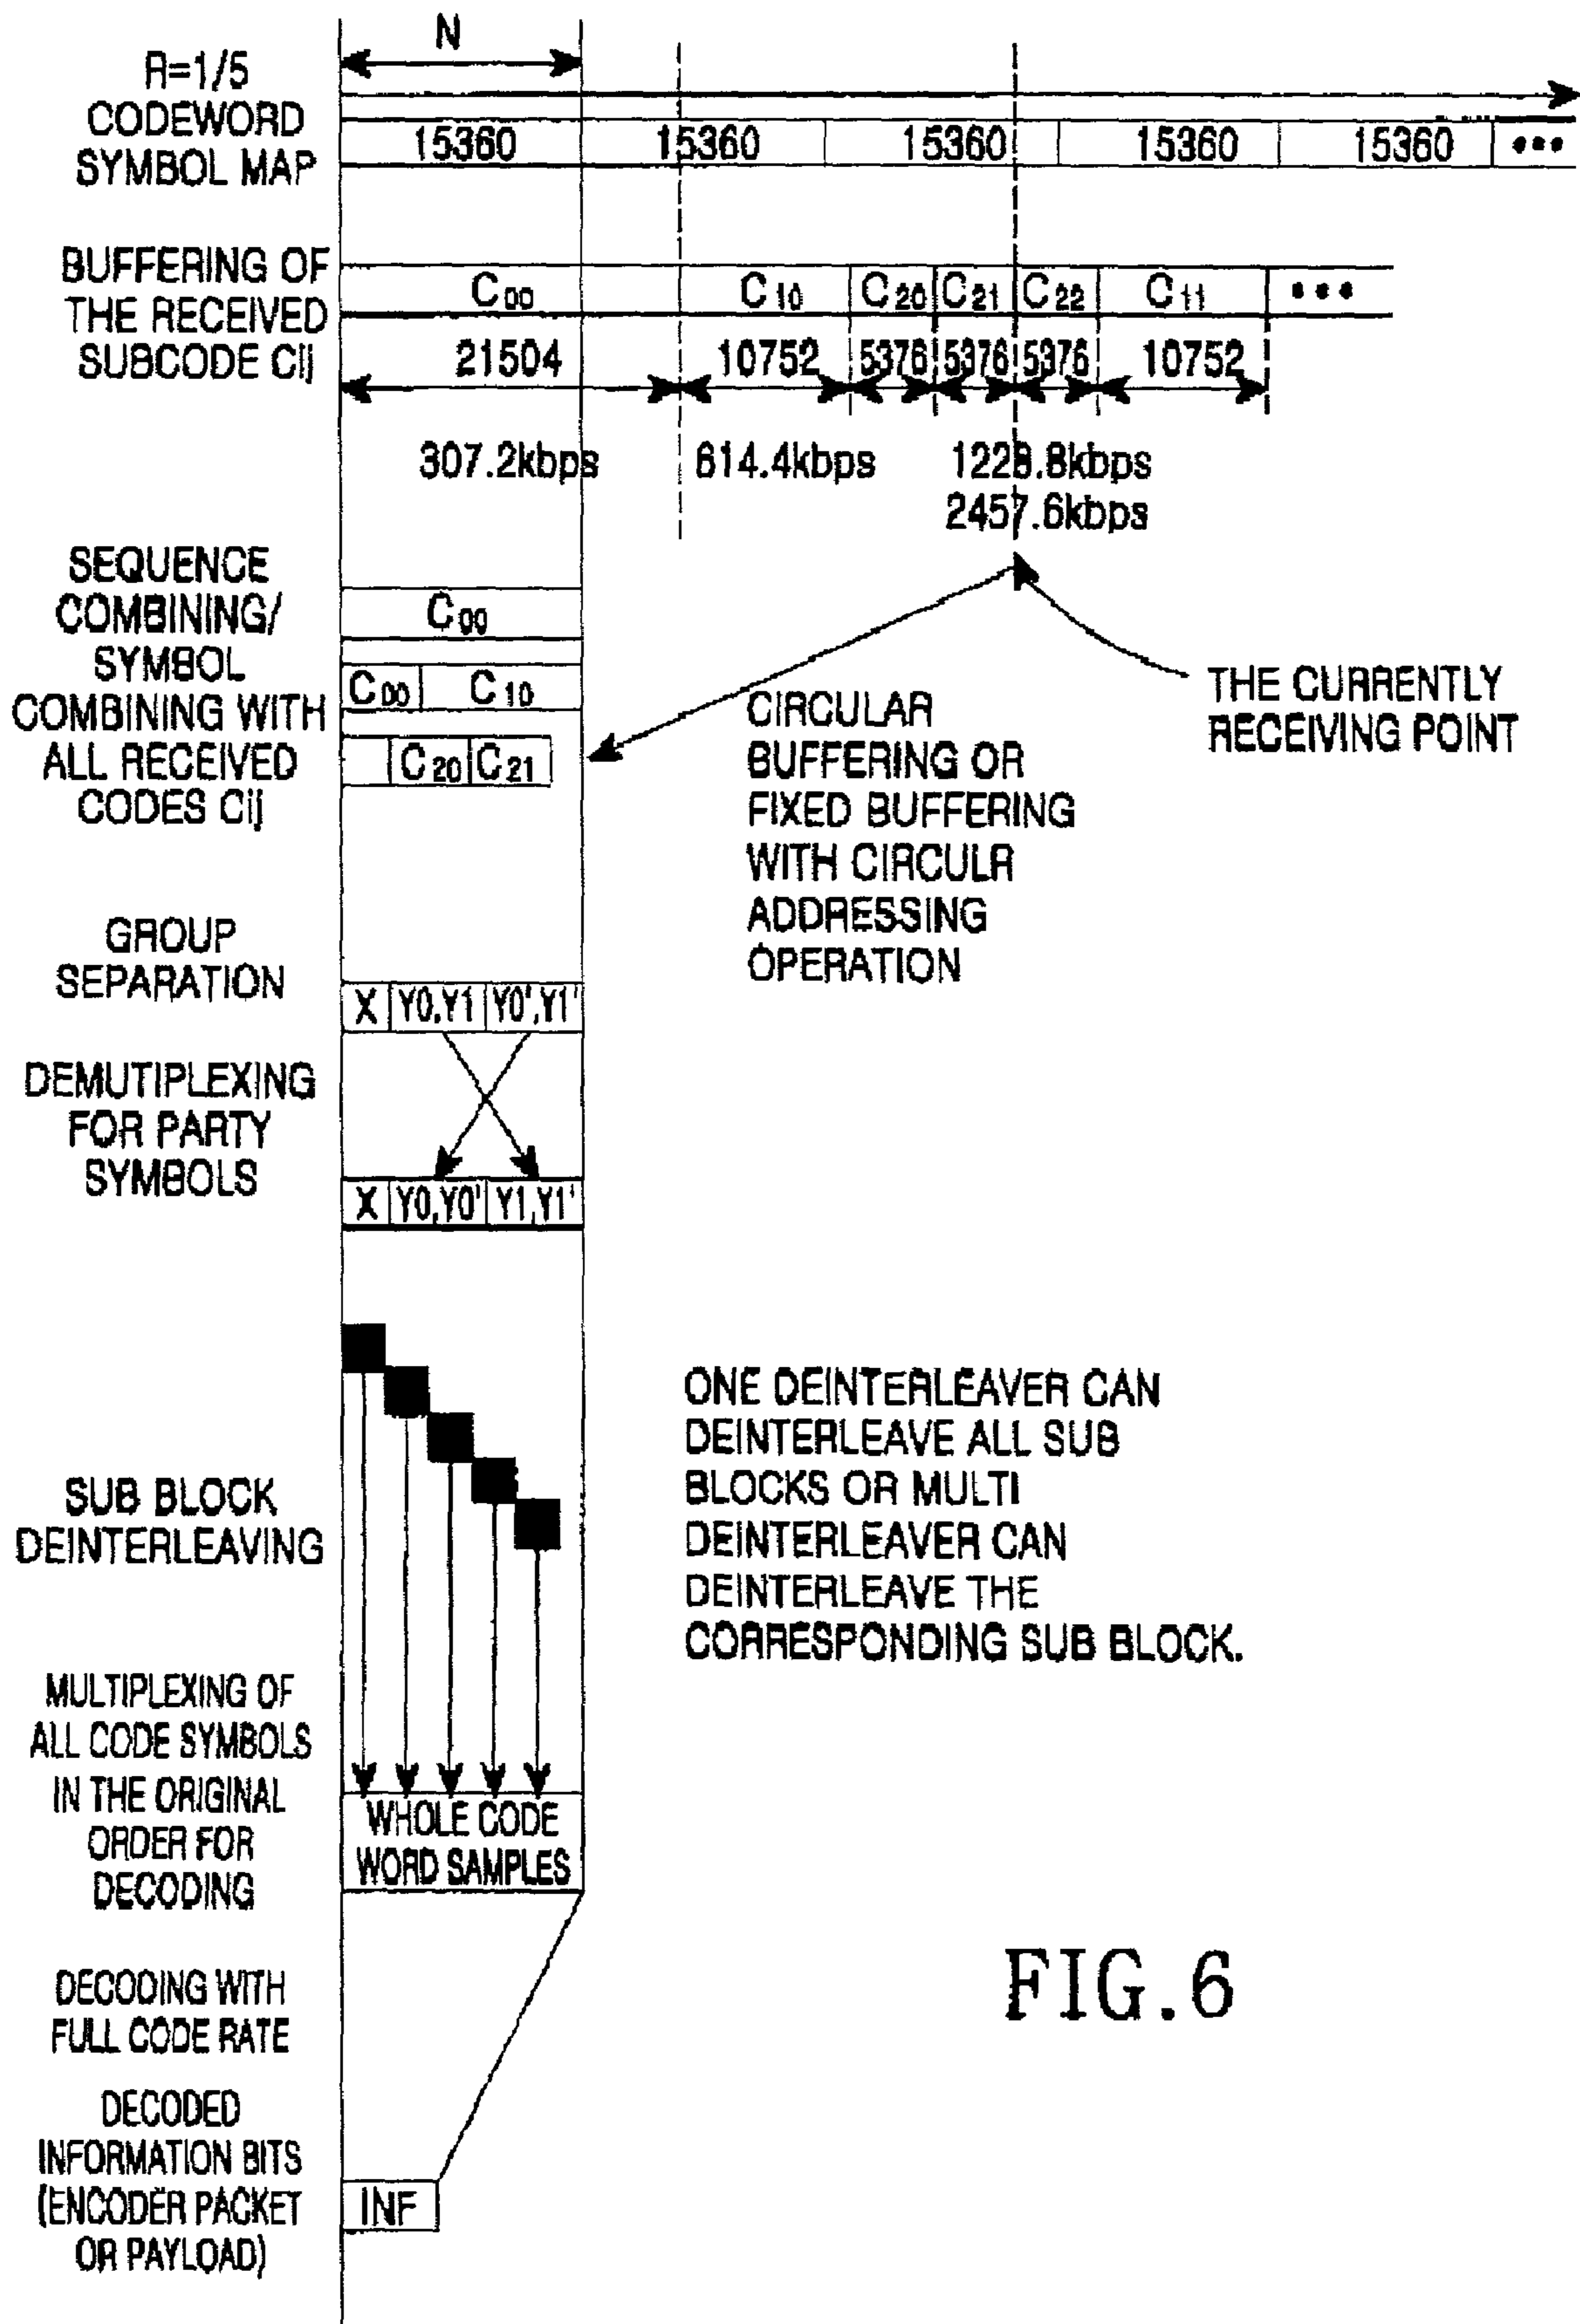 N
R=1/5
CODEWORD
SYMBOL MAP
15360 15360 15360 15360 15360 •••
BUFFERING OF
THE RECEIVED
SUBCODE Cij
C00 C10 C20 C21 C22 C11 •••
21504 10752 5376 5376 5376 10752
307.2kbps 614.4kbps 1228.8kbps
2457.6kbps
SEQUENCE
COMBINING/
SYMBOL
COMBINING WITH
ALL RECEIVED
CODES Cij
C00
C00 C10
C20 C21
THE CURRENTLY
RECEIVING POINT
CIRCULAR
BUFFERING OR
FIXED BUFFERING
WITH CIRCULR
ADDRESSING
OPERATION
GROUP
SEPARATION
X Y0,Y1 Y0',Y1'
DEMUTIPLEXING
FOR PARTY
SYMBOLS
X Y0,Y0' Y1,Y1'
SUB BLOCK
DEINTERLEAVING
ONE DEINTERLEAVER CAN
DEINTERLEAVE ALL SUB
BLOCKS OR MULTI
DEINTERLEAVER CAN
DEINTERLEAVE THE
CORRESPONDING SUB BLOCK.
MULTIPLEXING OF
ALL CODE SYMBOLS
IN THE ORIGINAL
ORDER FOR
DECODING
WHOLE CODE
WORD SAMPLES
DECODING WITH
FULL CODE RATE
DECODED
INFORMATION BITS
(ENCODER PACKET
OR PAYLOAD)
INF
FIG.6